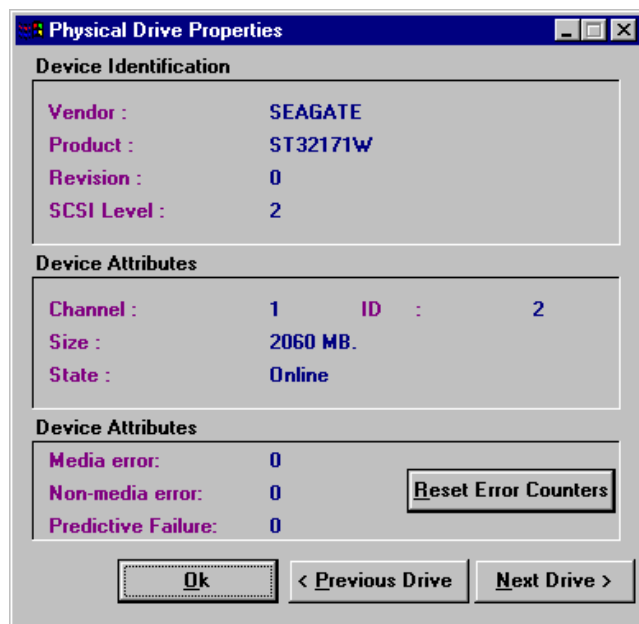 Physical Drive Properties
Device Identification
Vendor : SEAGATE
Product : ST32171W
Revision : 0
SCSI Level : 2
Device Attributes
Channel : 1 ID : 2
Size : 2060 MB.
State : Online
Device Attributes
Media error: 0
Non-media error: 0
Reset Error Counters
Predictive Failure: 0
Ok < Previous Drive Next Drive >